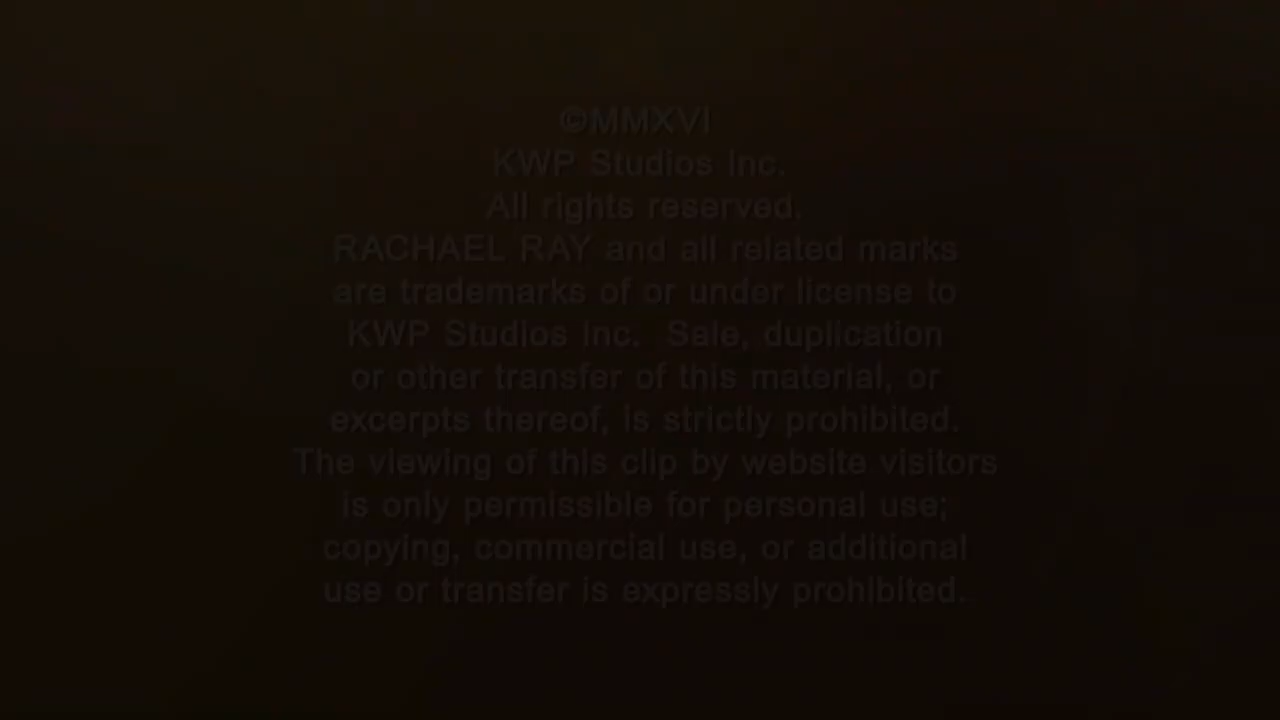 ©MMXVI
KWP Studios Inc.
All rights reserved.
RACHAEL RAY and all related marks
are trademarks of or under license to
KWP Studios Inc. Sale, duplication
or other transfer of this material, or
excerpts thereof, is strictly prohibited.
The viewing of this clip by website visitors
is only permissible for personal use;
copying, commercial use, or additional
use or transfer is expressly prohibited.